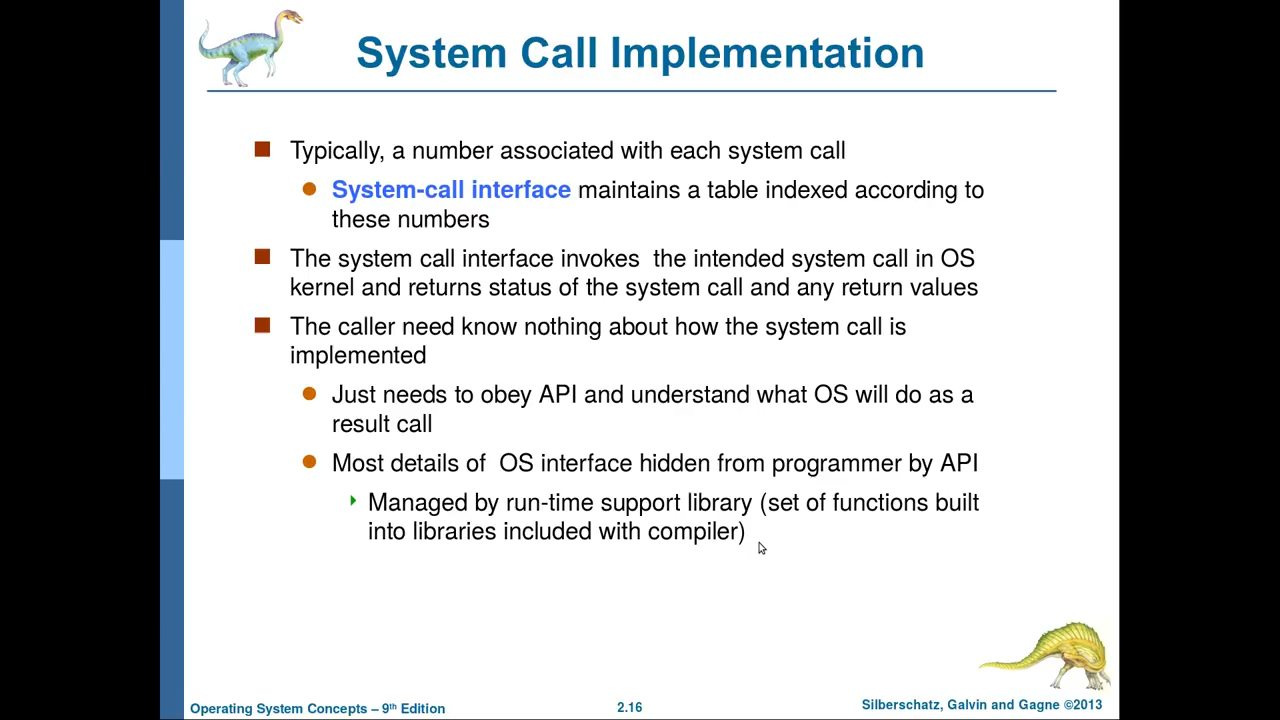 System Call Implementation
Typically, a number associated with each system call
System-call interface maintains a table indexed according to
these numbers
The system call interface invokes  the intended system call in OS
kernel and returns status of the system call and any return values
The caller need know nothing about how the system call is
implemented
Just needs to obey API and understand what OS will do as a
result call
Most details of  OS interface hidden from programmer by API
Managed by run-time support library (set of functions built
into libraries included with compiler)
Operating System Concepts – 9th Edition
2.16
Silberschatz, Galvin and Gagne ©2013